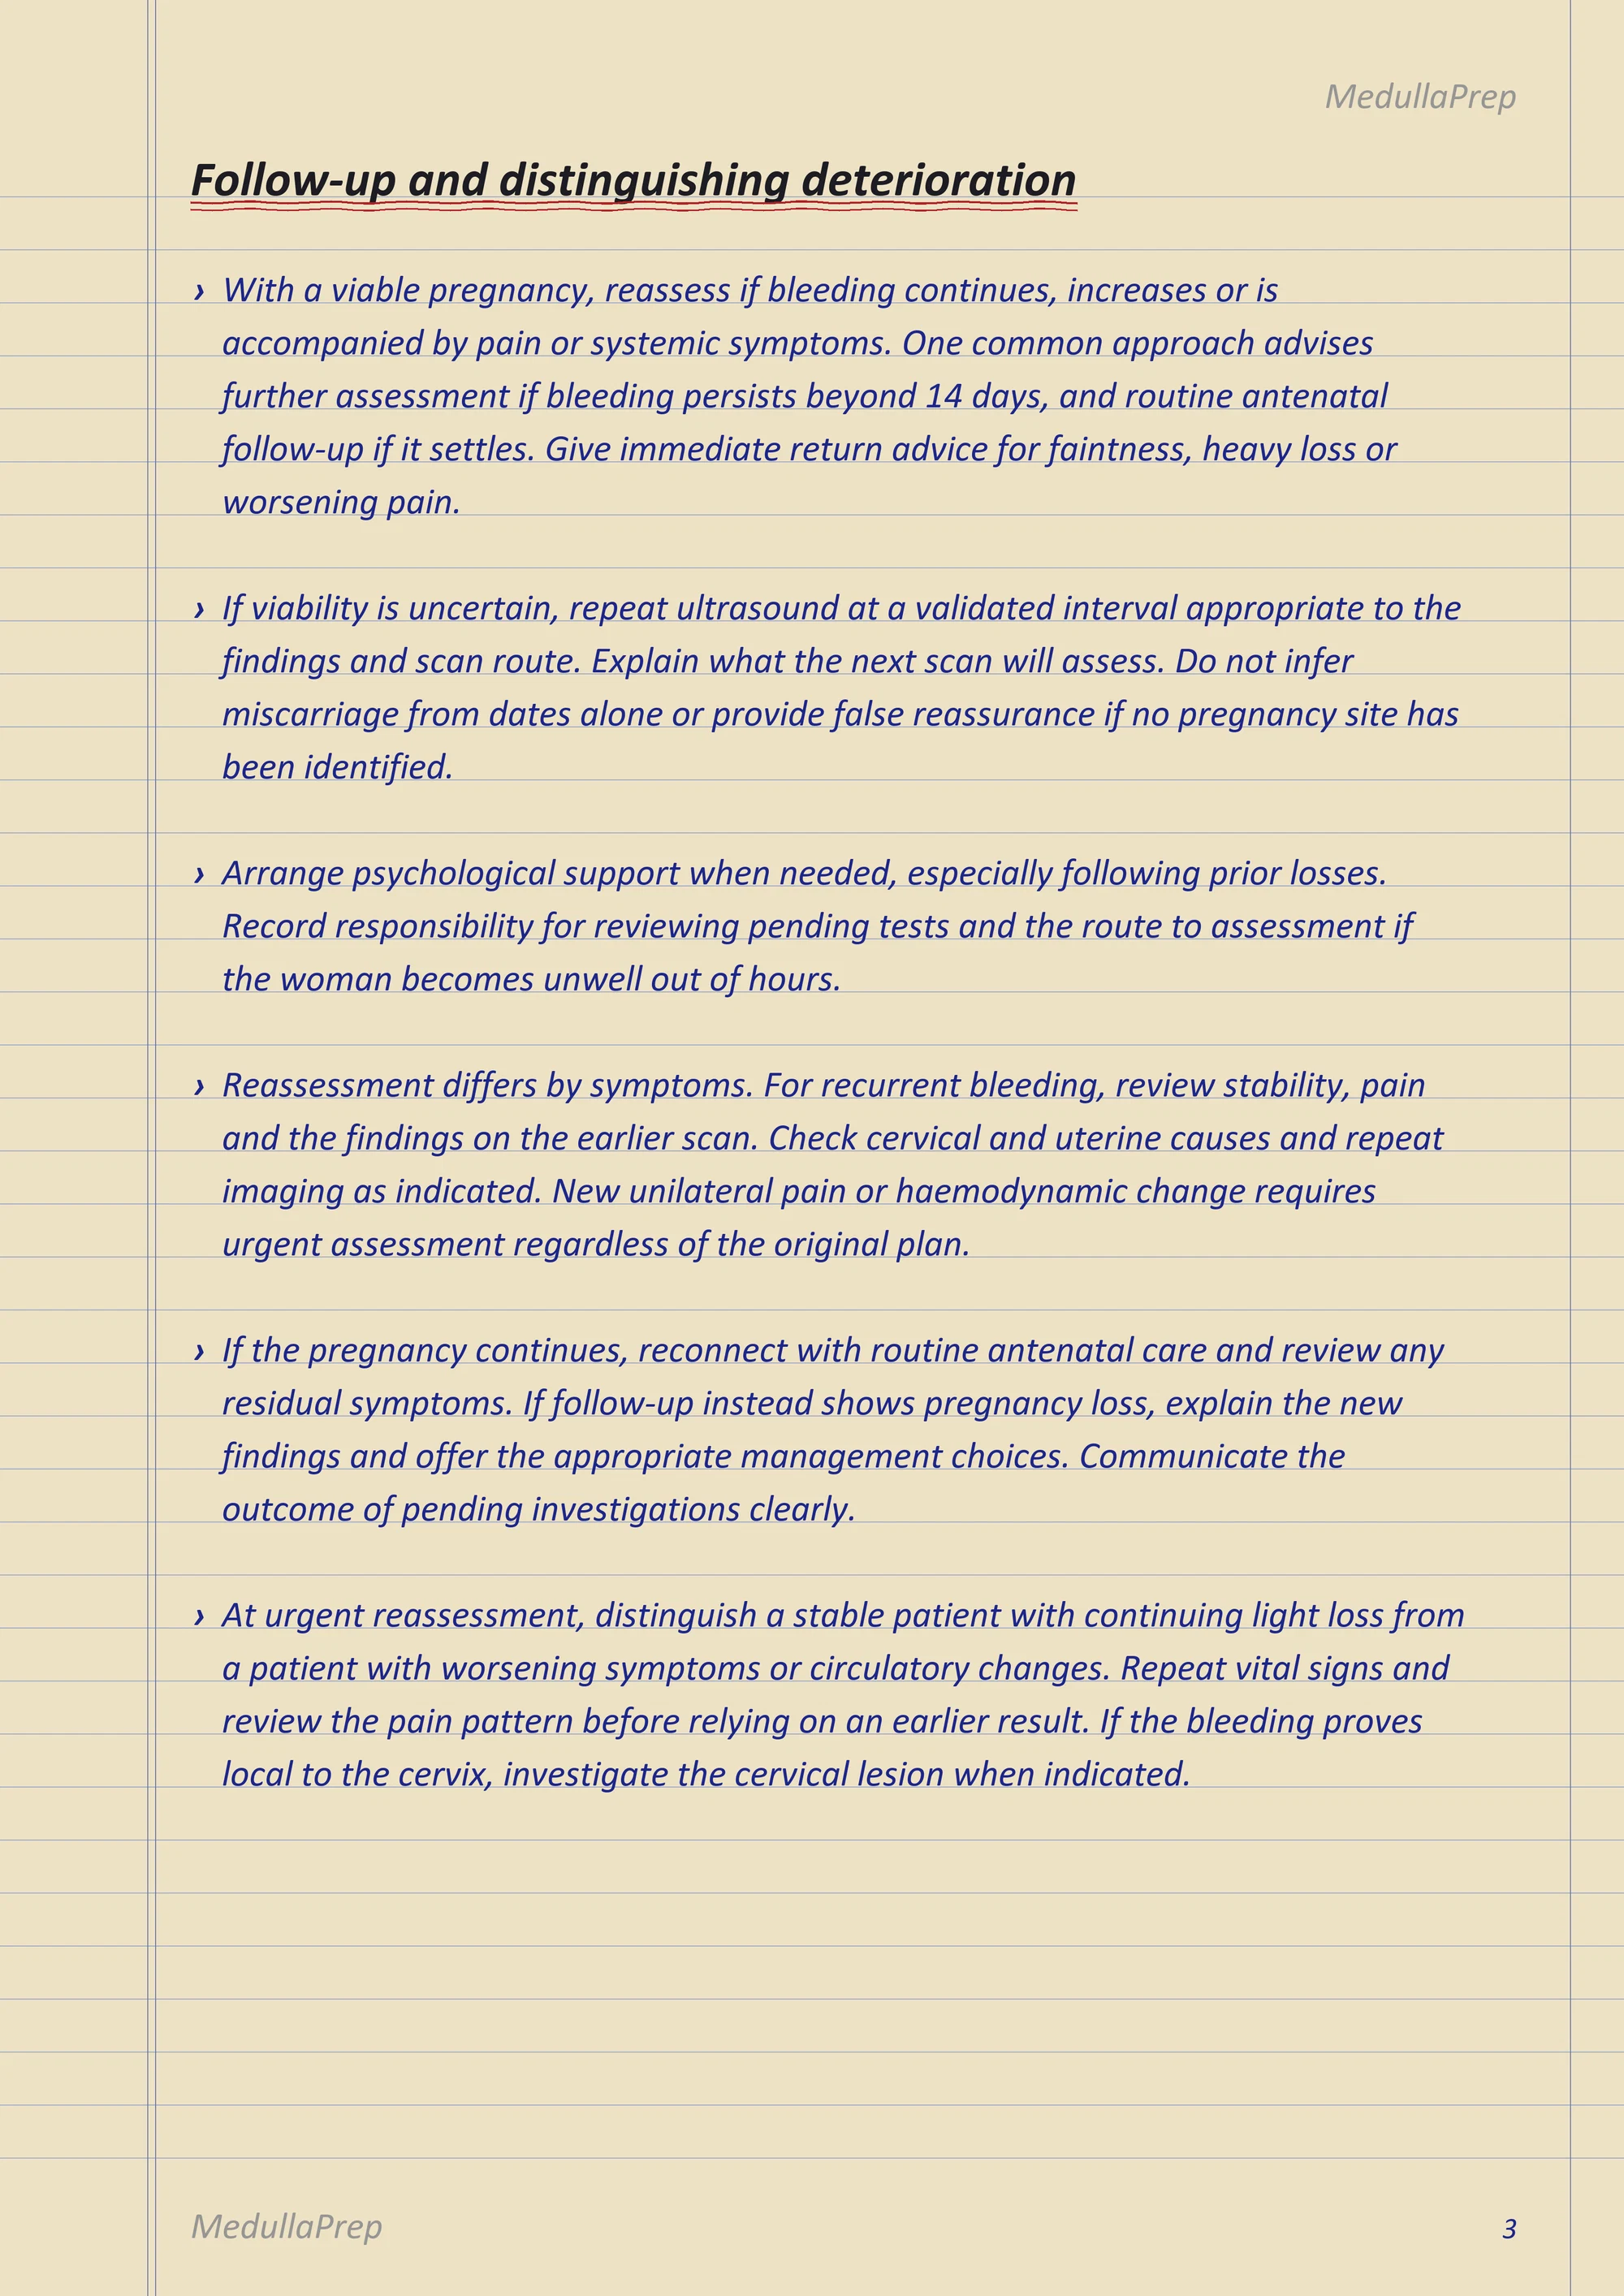 MedullaPrep
Follow-up and distinguishing deterioration
› With a viable pregnancy, reassess if bleeding continues, increases or is
accompanied by pain or systemic symptoms. One common approach advises
further assessment if bleeding persists beyond 14 days, and routine antenatal
follow-up if it settles. Give immediate return advice for faintness, heavy loss or
worsening pain.
› If viability is uncertain, repeat ultrasound at a validated interval appropriate to the
findings and scan route. Explain what the next scan will assess. Do not infer
miscarriage from dates alone or provide false reassurance if no pregnancy site has
been identified.
› Arrange psychological support when needed, especially following prior losses.
Record responsibility for reviewing pending tests and the route to assessment if
the woman becomes unwell out of hours.
› Reassessment differs by symptoms. For recurrent bleeding, review stability, pain
and the findings on the earlier scan. Check cervical and uterine causes and repeat
imaging as indicated. New unilateral pain or haemodynamic change requires
urgent assessment regardless of the original plan.
› If the pregnancy continues, reconnect with routine antenatal care and review any
residual symptoms. If follow-up instead shows pregnancy loss, explain the new
findings and offer the appropriate management choices. Communicate the
outcome of pending investigations clearly.
› At urgent reassessment, distinguish a stable patient with continuing light loss from
a patient with worsening symptoms or circulatory changes. Repeat vital signs and
review the pain pattern before relying on an earlier result. If the bleeding proves
local to the cervix, investigate the cervical lesion when indicated.
MedullaPrep
3